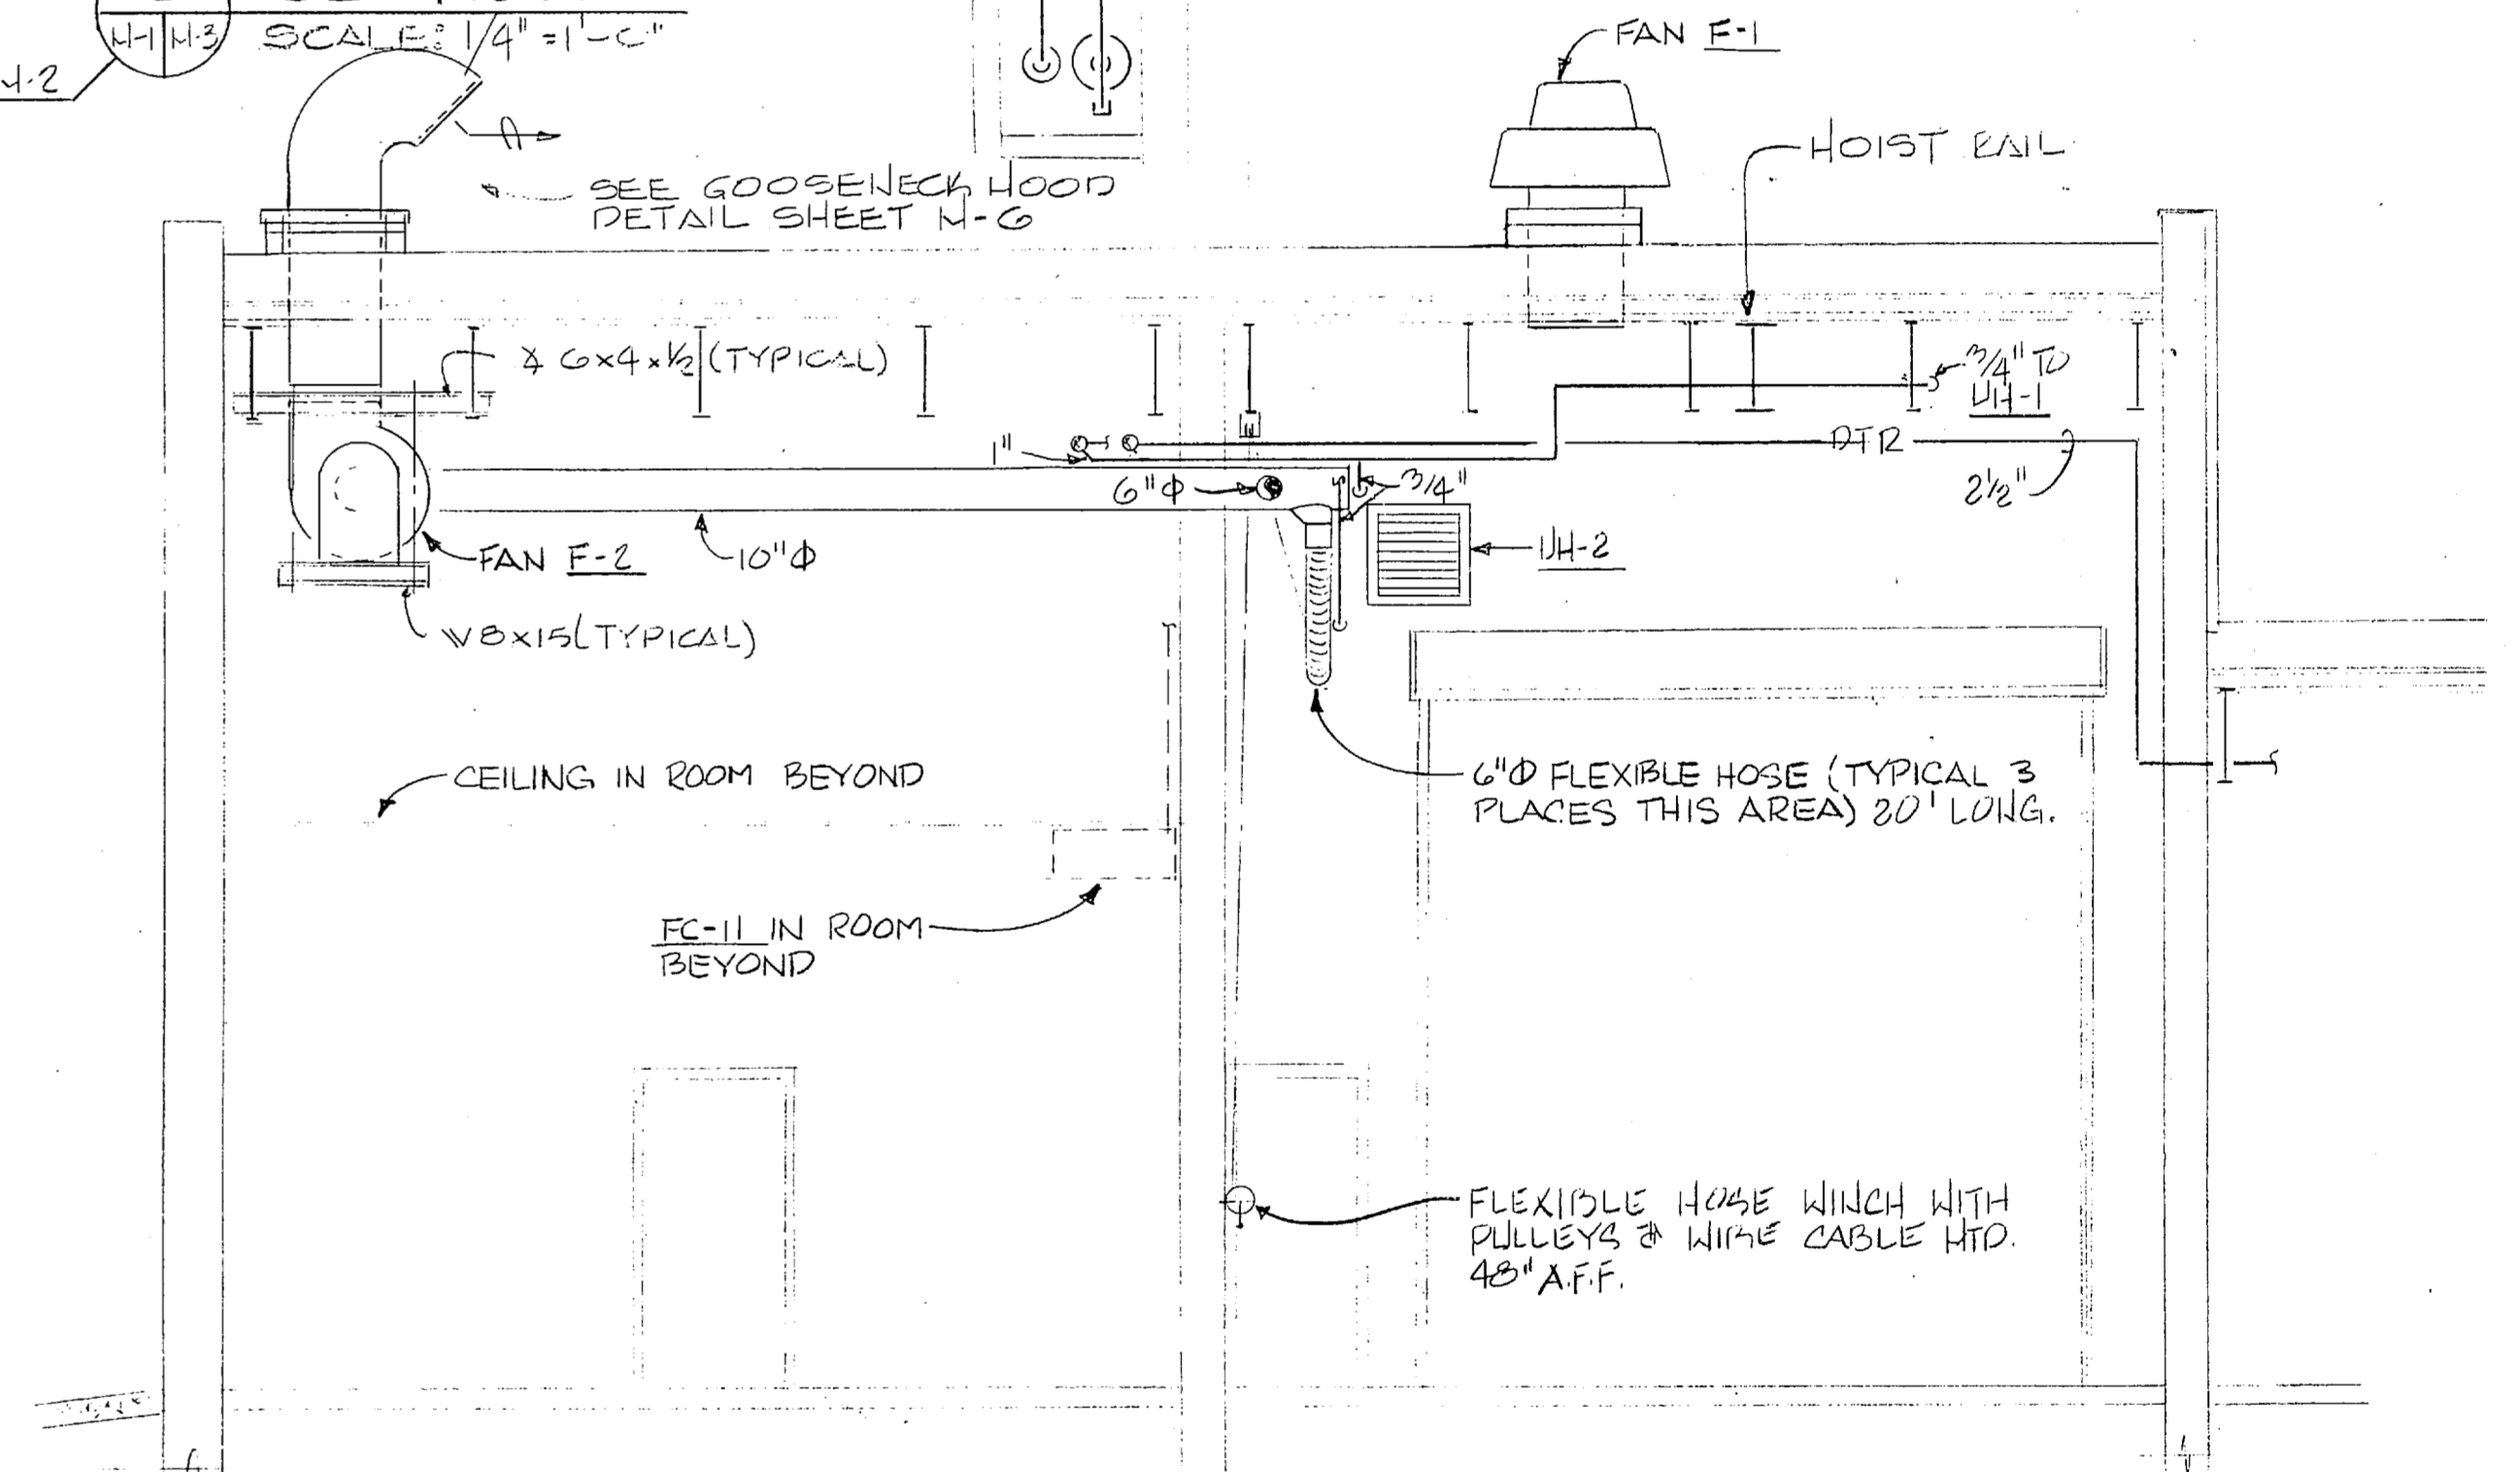 M-1 M-3
SCALE: 1/4" = 1'-0"
FAN F-1
HOIST RAIL
SEE GOOSENECK HOOD
DETAIL SHEET M-6
∡ 6x4x½ (TYPICAL)
3/4" TO
UH-1
1"
DTR
6"Φ
3/4"
2½"
10"Φ
FAN F-2
UH-2
W8x15 (TYPICAL)
CEILING IN ROOM BEYOND
6"Φ FLEXIBLE HOSE (TYPICAL 3
PLACES THIS AREA) 20' LONG.
FC-11 IN ROOM
BEYOND
FLEXIBLE HOSE WINCH WITH
PULLEYS & WIRE CABLE MTD.
48" A.F.F.